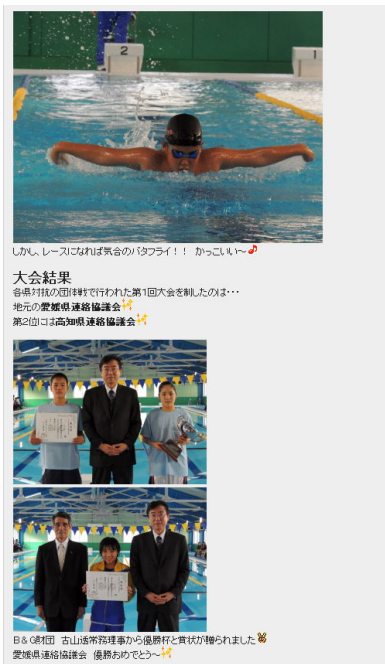 2
1
しかし、レースになれば気合のバタフライ！！ かっこいい～
大会結果
各県対抗の団体戦で行われた第1回大会を制したのは・・・
地元の愛媛県連絡協議会
第2位には高知県連絡協議会
B＆G財団 古山透常務理事から優勝杯と賞状が贈られました
愛媛県連絡協議会 優勝おめでとう～